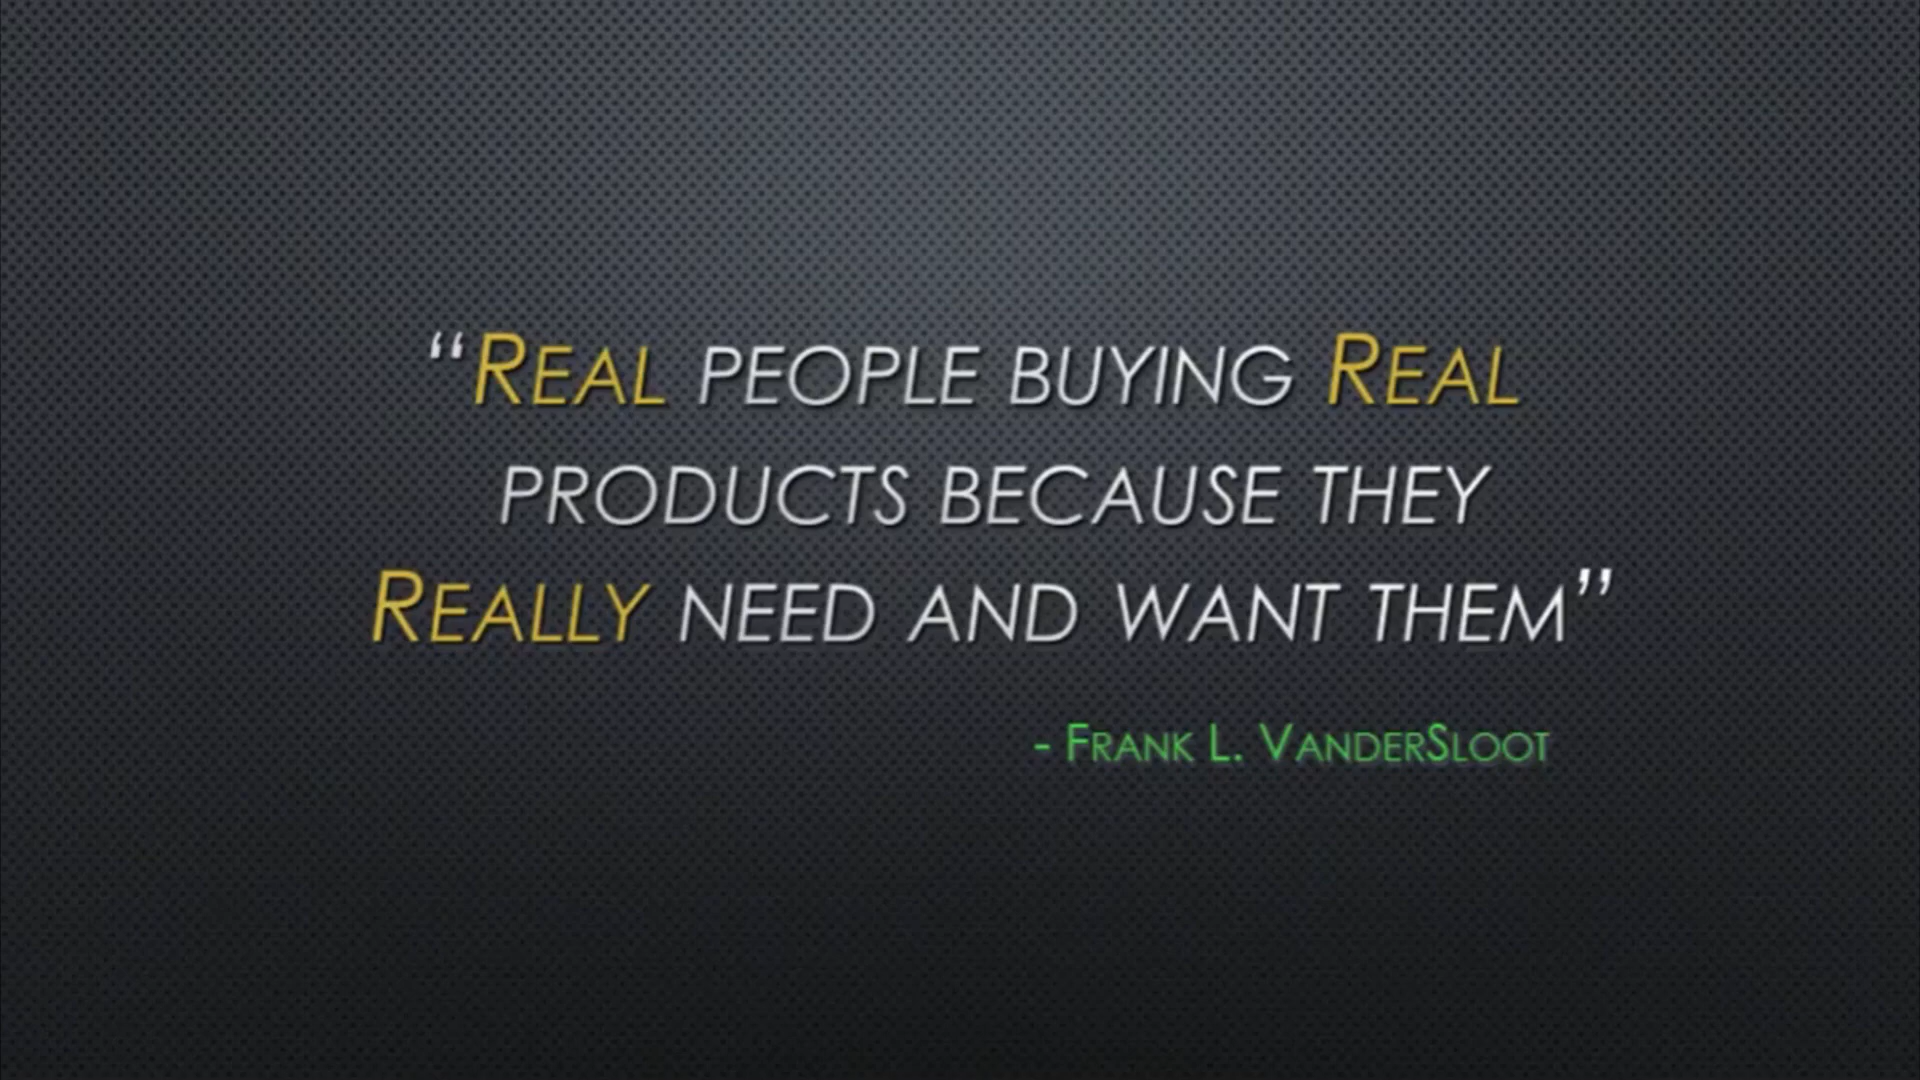 “Real people buying Real
products because they
Really need and want them”
- Frank L. VanderSloot